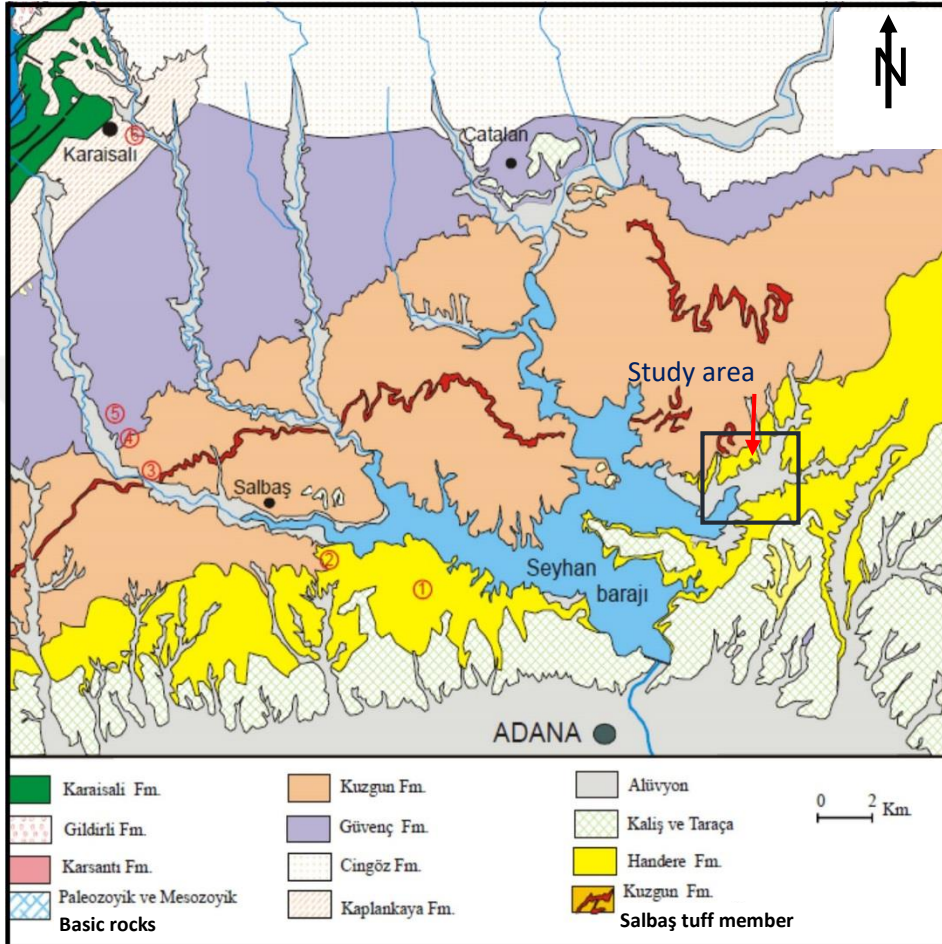 N
Karaisalı
6
Çatalan
Study area
5
4
3
Salbaş
2
1
Seyhan
barajı
ADANA
Karaisali Fm.
Gildirli Fm.
Karsantı Fm.
Paleozoyik ve Mesozoyik
Basic rocks
Kuzgun Fm.
Güvenç Fm.
Cingöz Fm.
Kaplankaya Fm.
Alüvyon
Kaliş ve Taraça
Handere Fm.
Kuzgun Fm.
Salbaş tuff member
0 2 Km.